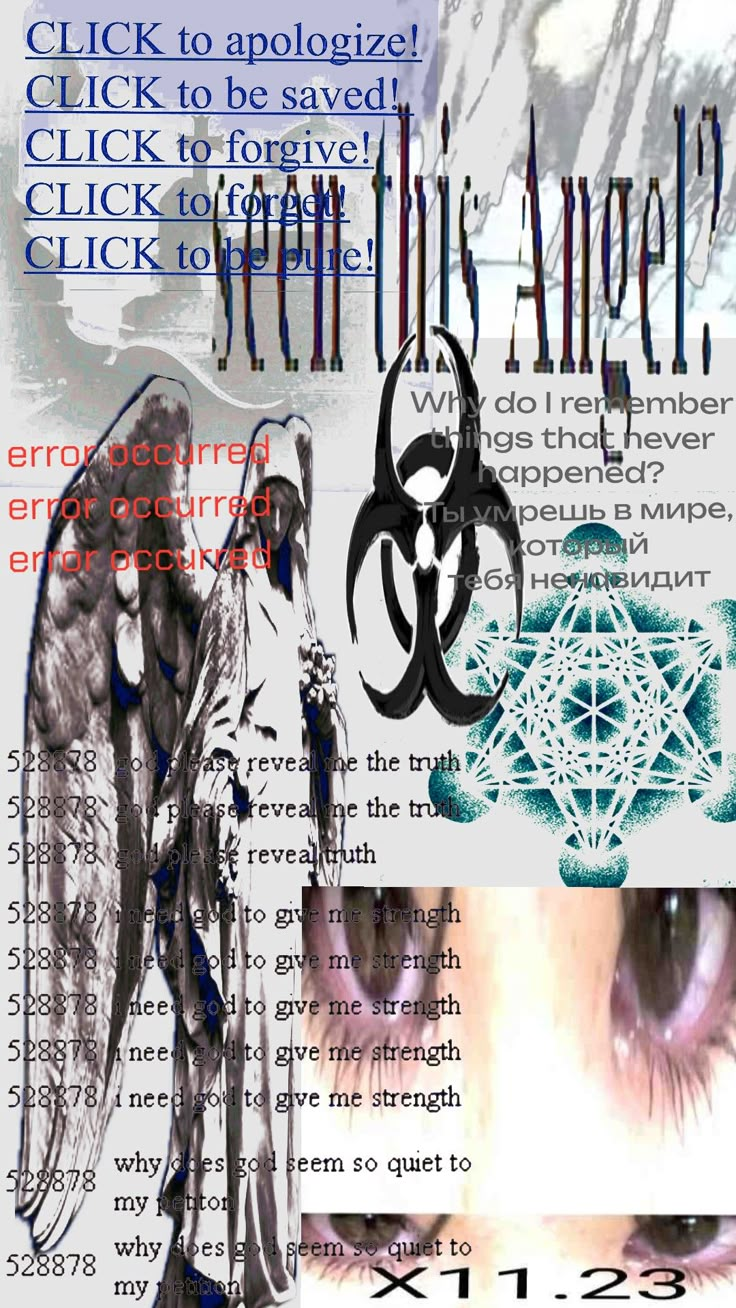 CLICK to apologize!
CLICK to be saved!
CLICK to forgive!
CLICK to forget!
CLICK to be pure!
seen this Angel?
Why do I remember
things that never
happened?
Ты умрешь в мире,
который
тебя ненавидит
error occurred
error occurred
error occurred
528878 god please reveal me the truth
528878 god please reveal me the truth
528878 god please reveal truth
528878 i need god to give me strength
528878 i need god to give me strength
528878 i need god to give me strength
528878 i need god to give me strength
528878 i need god to give me strength
528878 why does god seem so quiet to
my petiton
528878 why does god seem so quiet to
my petition
X11.23